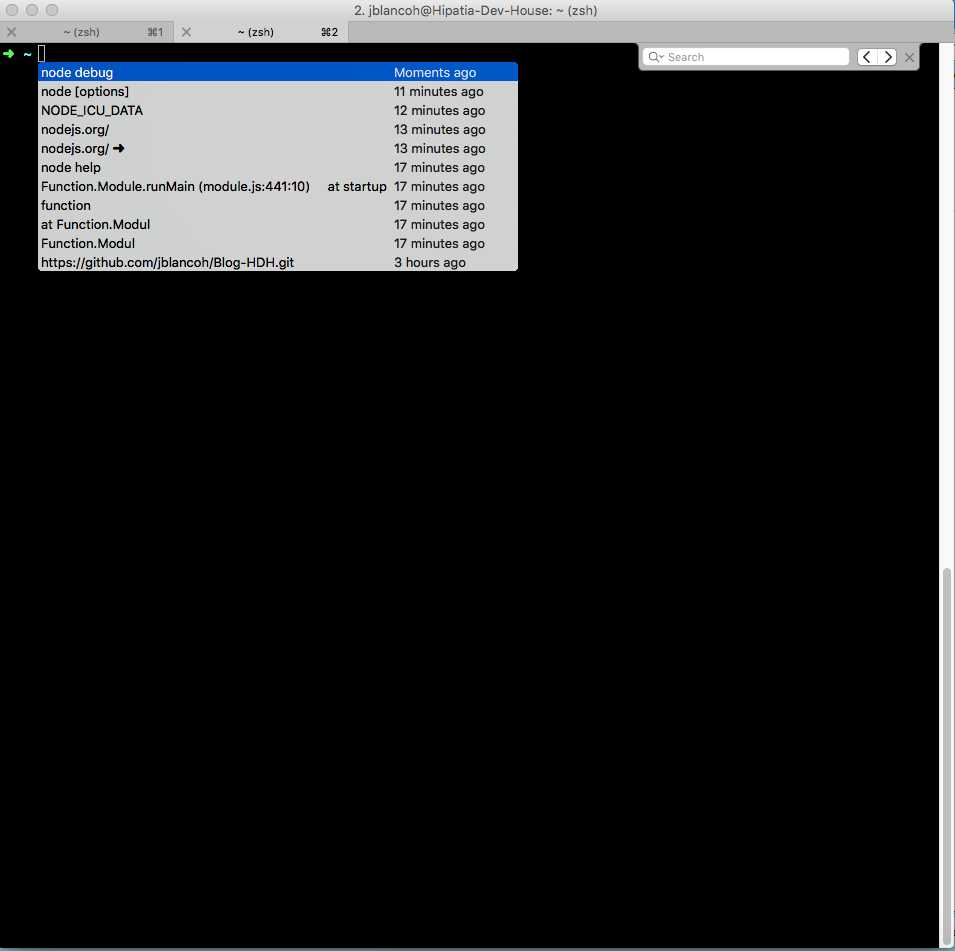 2. jblancoh@Hipatia-Dev-House: ~ (zsh)
~ (zsh) ⌘1 ~ (zsh) ⌘2
➜ ~
Search
node debug Moments ago
node [options] 11 minutes ago
NODE_ICU_DATA 12 minutes ago
nodejs.org/ 13 minutes ago
nodejs.org/ ➜ 13 minutes ago
node help 17 minutes ago
Function.Module.runMain (module.js:441:10) at startup 17 minutes ago
function 17 minutes ago
at Function.Modul 17 minutes ago
Function.Modul 17 minutes ago
https://github.com/jblancoh/Blog-HDH.git 3 hours ago